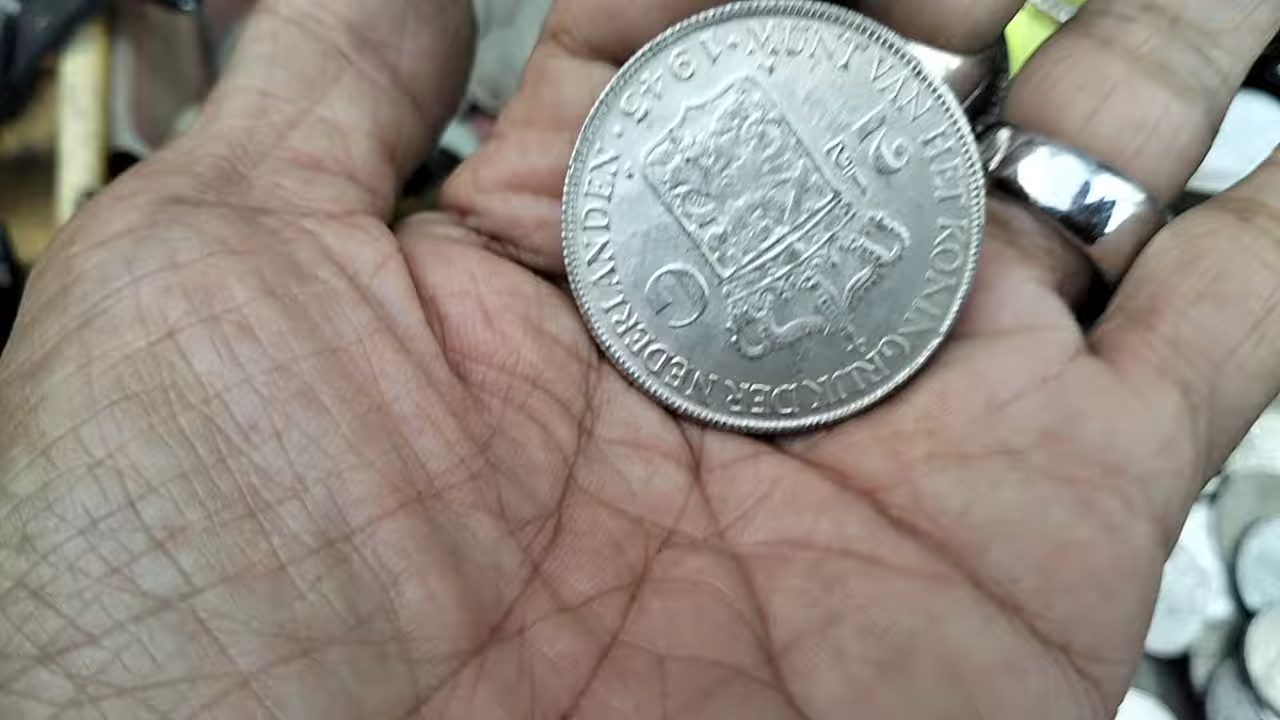 MUNT VAN HET KONINGRIJK DER NEDERLANDEN · 1945 ·
2½ G